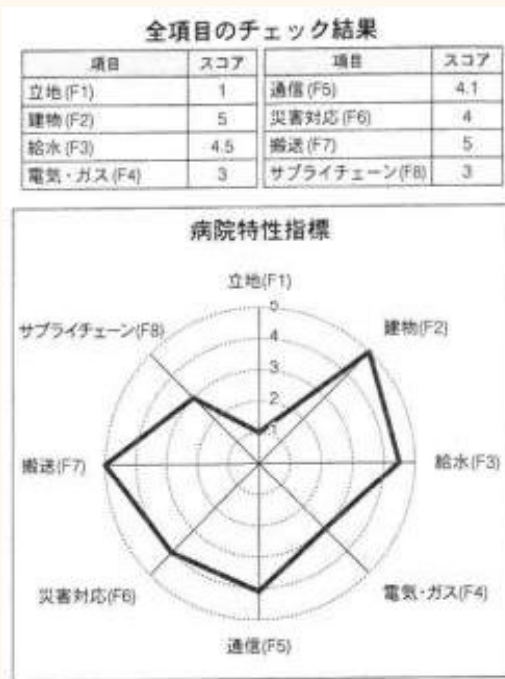 全項目のチェック結果
項目 スコア 項目 スコア
立地(F1) 1 通信(F5) 4.1
建物(F2) 5 災害対応(F6) 4
給水(F3) 4.5 搬送(F7) 5
電気・ガス(F4) 3 サプライチェーン(F8) 3
病院特性指標
立地(F1)
5
サプライチェーン(F8) 建物(F2)
4
3
2
1
搬送(F7) 給水(F3)
災害対応(F6) 電気・ガス(F4)
通信(F5)